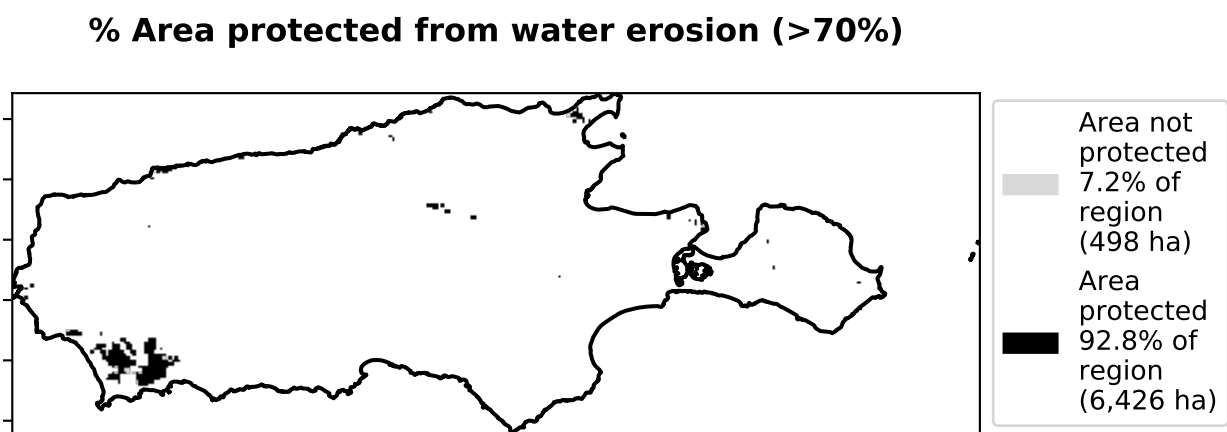 % Area protected from water erosion (>70%)
Area not
protected
7.2% of
region
(498 ha)
Area
protected
92.8% of
region
(6,426 ha)